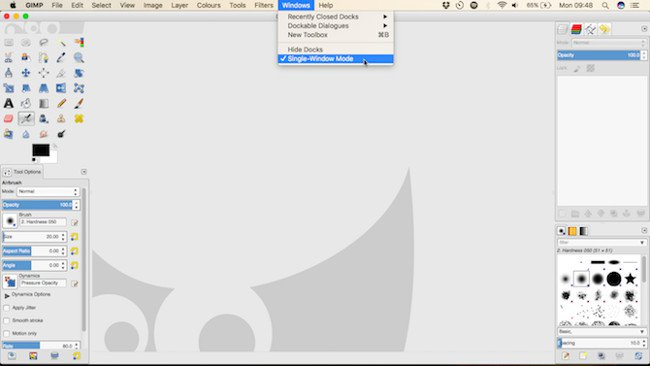 GIMP File Edit Select View Image Layer Colours Tools Filters Windows Help 65% Mon 09:48
Recently Closed Docks
Dockable Dialogues
New Toolbox ⌘B
Hide Docks
✓ Single-Window Mode
Mode: Normal
Opacity 100.0
Lock:
Tool Options
Airbrush
Mode: Normal
Opacity 100.0
Brush
2. Hardness 050
Size 20.00
Aspect Ratio 0.00
Angle 0.00
Dynamics
Pressure Opacity
Dynamics Options
Apply Jitter
Smooth stroke
Motion only
Rate 80.0
filter
2. Hardness 050 (51 × 51)
Basic,
Spacing 10.0